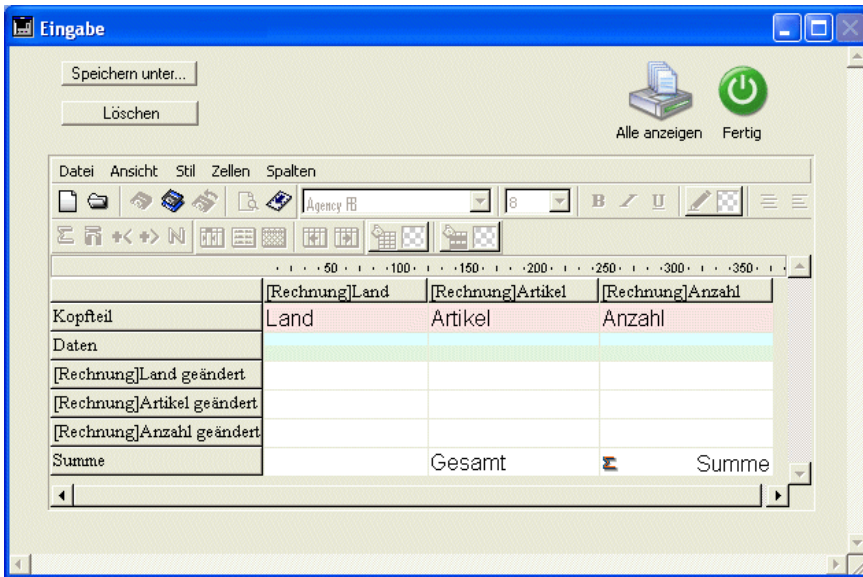 Eingabe
Speichern unter...
Löschen
Alle anzeigen Fertig
Datei Ansicht Stil Zellen Spalten
Agency FB 8 B I U
Σ N
50 100 150 200 250 300 350
[Rechnung]Land [Rechnung]Artikel [Rechnung]Anzahl
Kopfteil Land Artikel Anzahl
Daten
[Rechnung]Land geändert
[Rechnung]Artikel geändert
[Rechnung]Anzahl geändert
Summe Gesamt Σ Summe